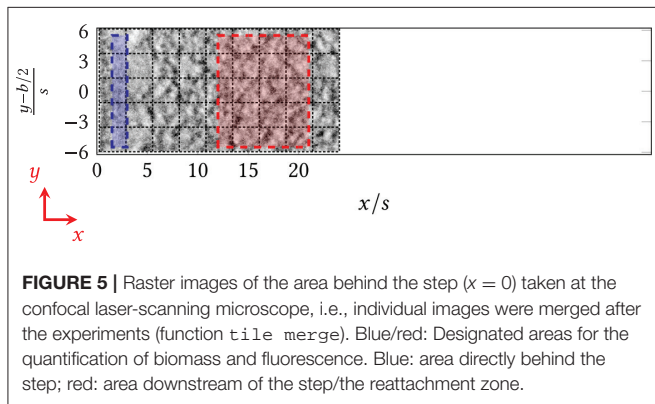 6
3
0
−3
−6
y−b/2
s
0 5 10 15 20
x/s
y
x
FIGURE 5 | Raster images of the area behind the step (x = 0) taken at the
confocal laser-scanning microscope, i.e., individual images were merged after
the experiments (function tile merge). Blue/red: Designated areas for the
quantification of biomass and fluorescence. Blue: area directly behind the
step; red: area downstream of the step/the reattachment zone.